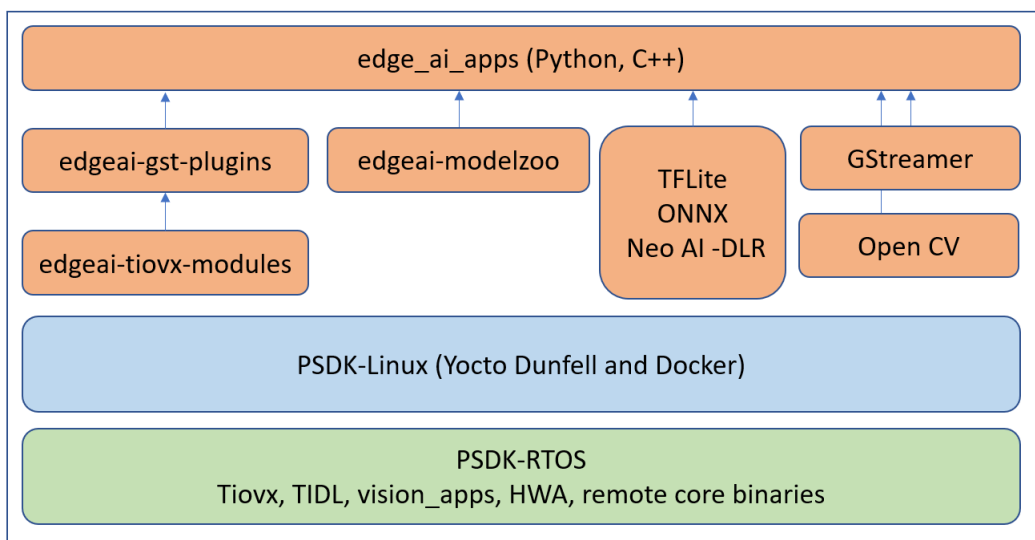 edge_ai_apps (Python, C++)
edgeai-gst-plugins
edgeai-modelzoo
TFLite
ONNX
Neo AI -DLR
GStreamer
edgeai-tiovx-modules
Open CV
PSDK-Linux (Yocto Dunfell and Docker)
PSDK-RTOS
Tiovx, TIDL, vision_apps, HWA, remote core binaries